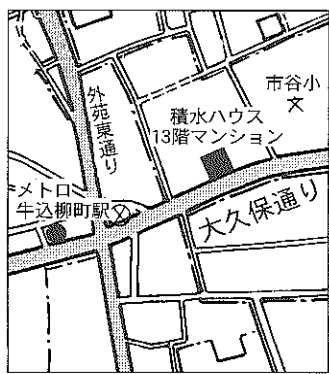 外苑東通り
市谷小
文
積水ハウス
13階マンション
メトロ
牛込柳町駅
大久保通り